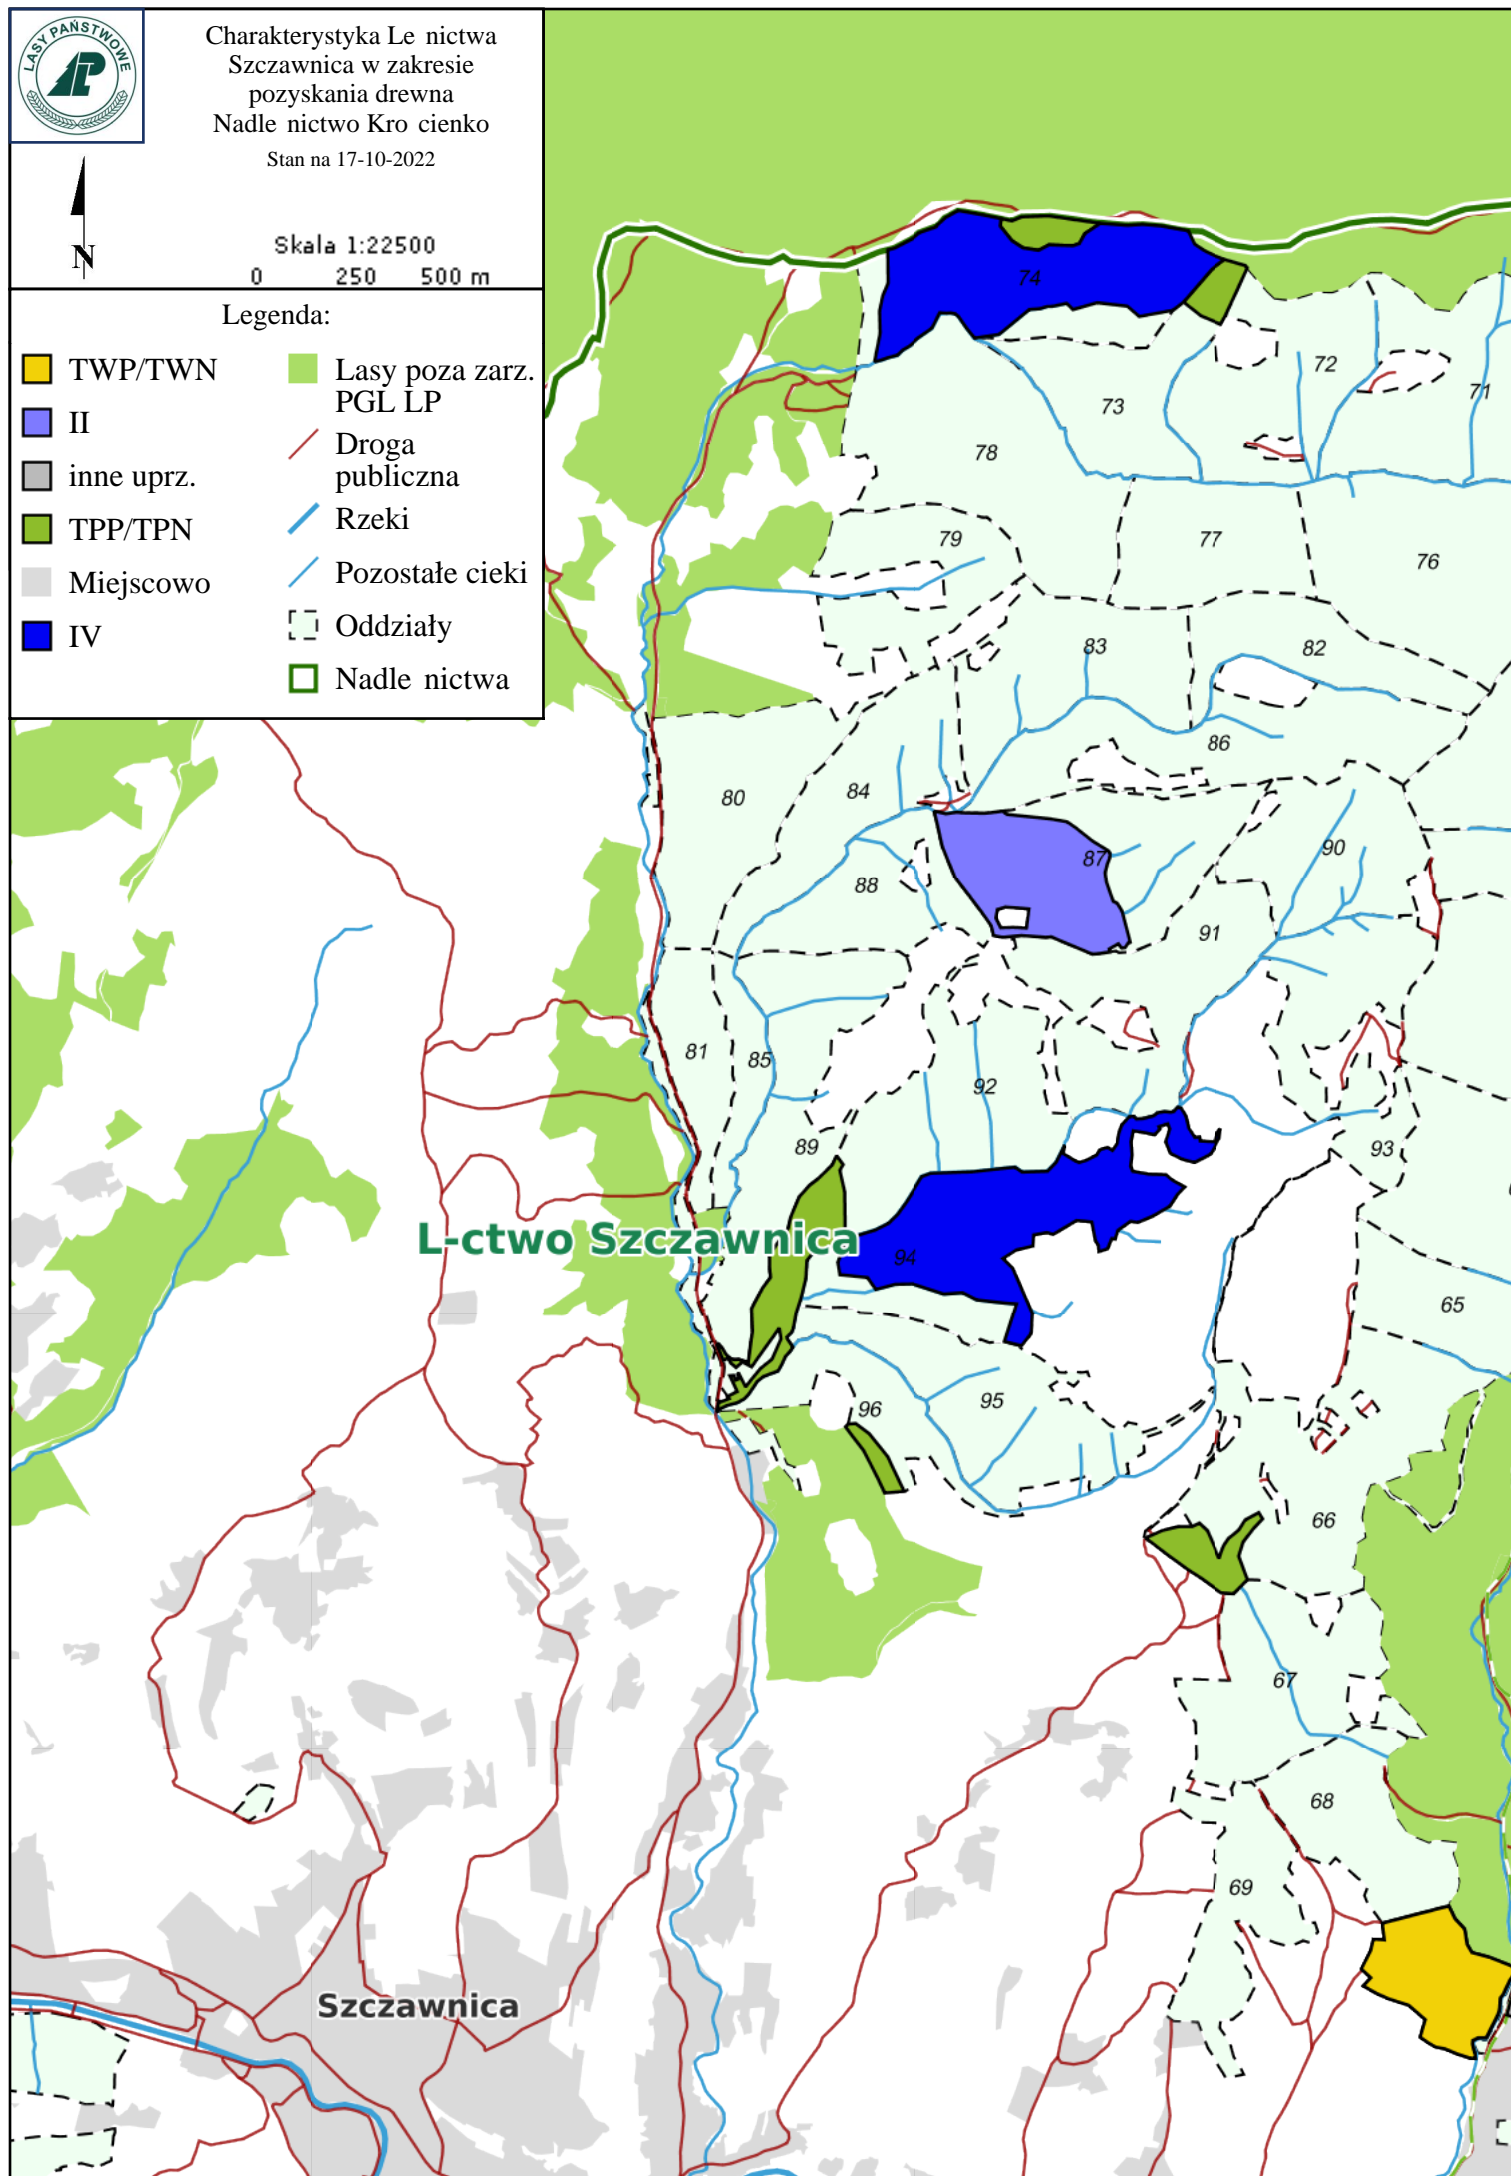 LASY PAŃSTWOWE
LP
Charakterystyka Le nictwa
Szczawnica w zakresie
pozyskania drewna
Nadle nictwo Kro cienko
Stan na 17-10-2022
N
Skala 1:22500
0 250 500 m
Legenda:
TWP/TWN
II
inne uprz.
TPP/TPN
Miejscowo
IV
Lasy poza zarz.
PGL LP
Droga
publiczna
Rzeki
Pozostałe cieki
Oddziały
Nadle nictwa
74
72
71
73
78
79
77
76
83
82
86
80
84
87
90
88
91
81
85
92
89
93
L-ctwo Szczawnica
94
65
95
96
66
67
68
69
Szczawnica